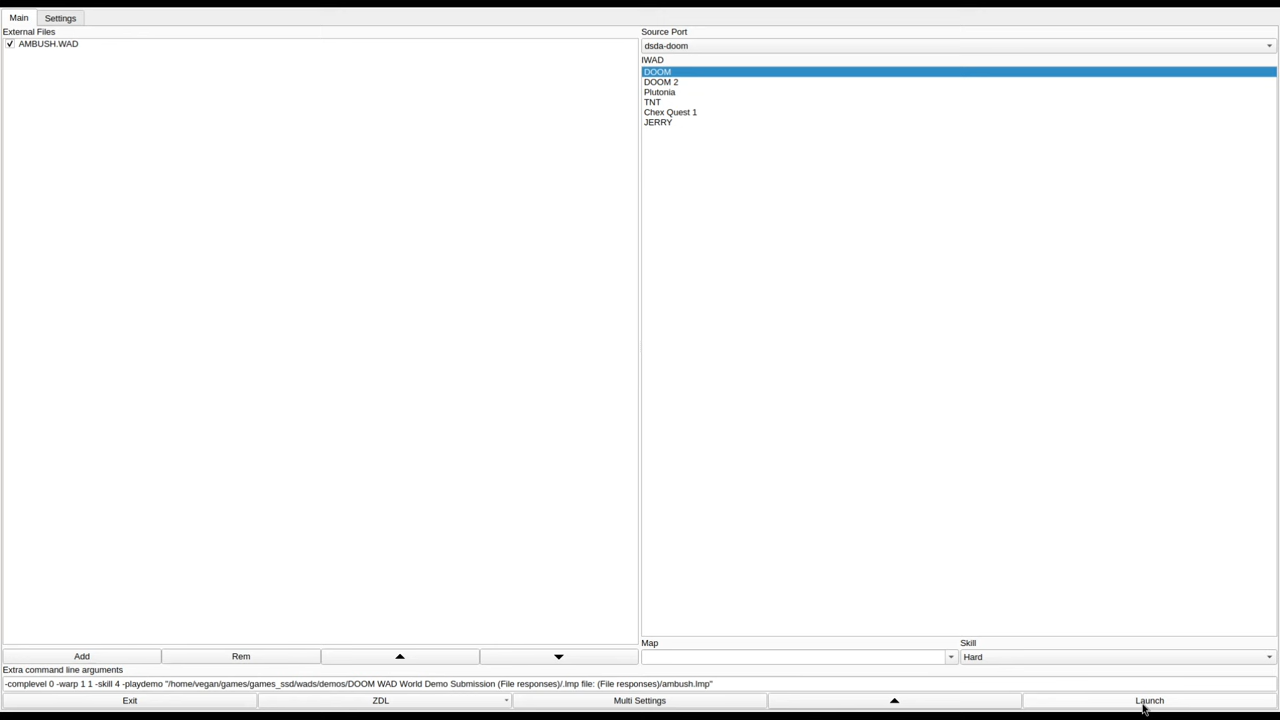 Main Settings
External Files
AMBUSH.WAD
Source Port
dsda-doom
IWAD
DOOM
DOOM 2
Plutonia
TNT
Chex Quest 1
JERRY
Map Skill
Hard
Add Rem
Extra command line arguments
-complevel 0 -warp 1 1 -skill 4 -playdemo "/home/vegan/games/games_ssd/wads/demos/DOOM WAD World Demo Submission (File responses)/.lmp file: (File responses)/ambush.lmp"
Exit ZDL Multi Settings Launch